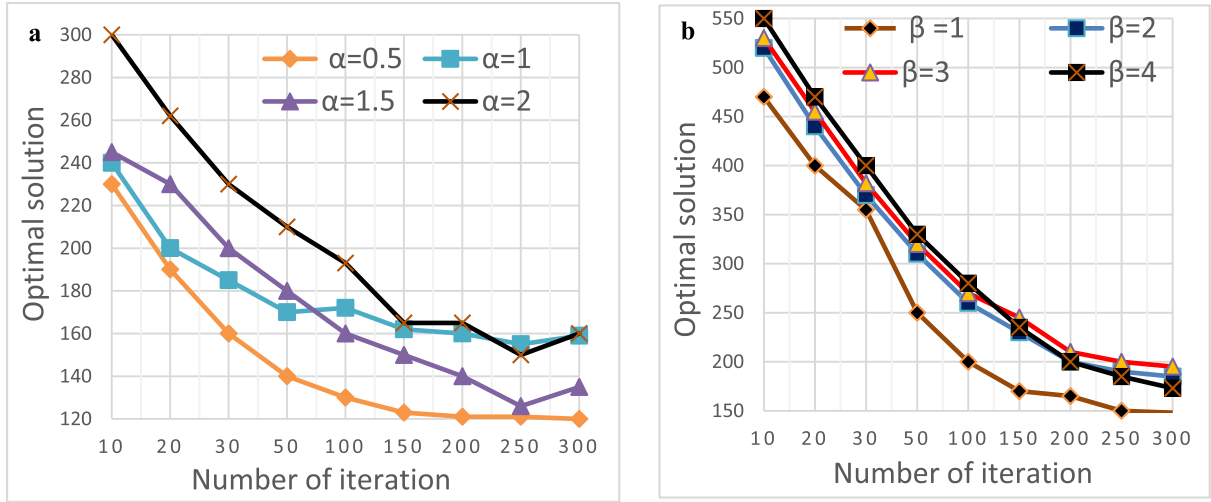 a
α=0.5 α=1
α=1.5 α=2
Optimal solution
300
280
260
240
220
200
180
160
140
120
10 20 30 50 100 150 200 250 300
Number of iteration
b
β =1 β=2
β=3 β=4
Optimal solution
550
500
450
400
350
300
250
200
150
10 20 30 50 100 150 200 250 300
Number of iteration